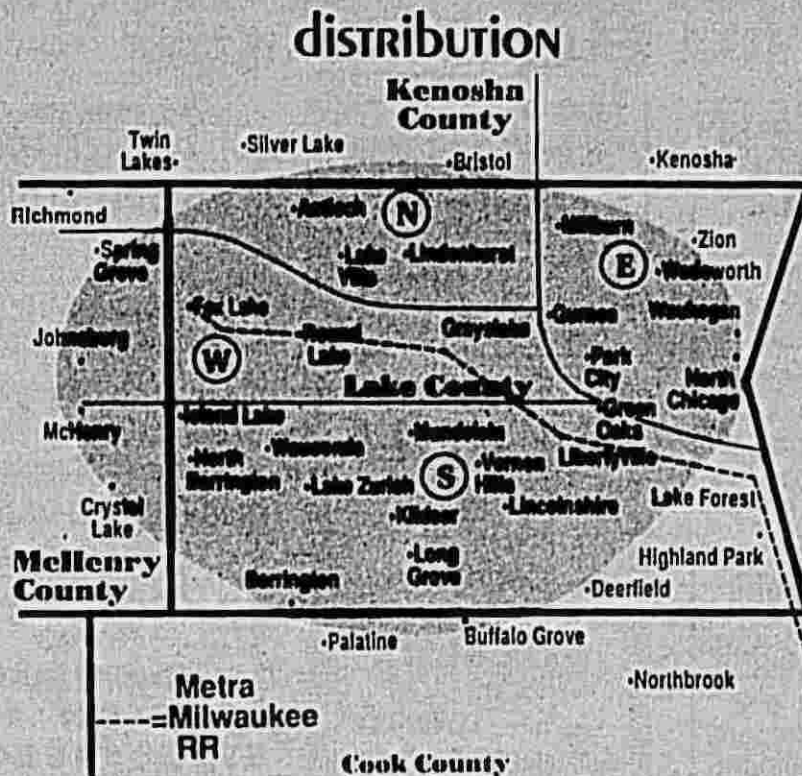 distribution
Kenosha
County
Twin
Lakes
Silver Lake
Bristol
Kenosha
Richmond
Antioch
N
Millburn
Zion
Spring
Grove
Lake
Villa
Lindenhurst
E
Wadsworth
Fox Lake
Grayslake
Gurnee
Waukegan
Johnsburg
Round
Lake
W
Park
City
North
Chicago
Lake County
McHenry
Island Lake
Green
Oaks
Wauconda
Mundelein
Libertyville
North
Barrington
Lake Zurich
S
Vernon
Hills
Crystal
Lake
Kildeer
Lincolnshire
Lake Forest
McHenry
County
Barrington
Long
Grove
Highland Park
Deerfield
Palatine
Buffalo Grove
Northbrook
Metra
----=Milwaukee
RR
Cook County